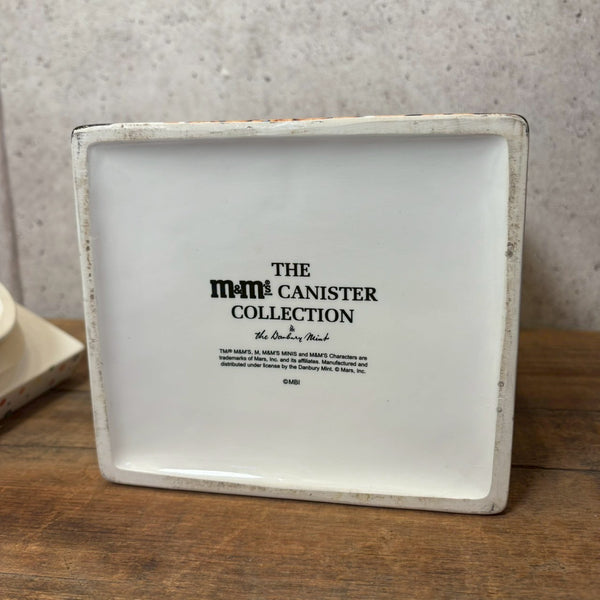 THE
m&m's CANISTER
COLLECTION
the Danbury Mint
TM/® M&M'S, M, M&M'S MINIS and M&M'S Characters are
trademarks of Mars, Inc. and its affiliates. Manufactured and
distributed under license by the Danbury Mint. © Mars, Inc.
©MBI